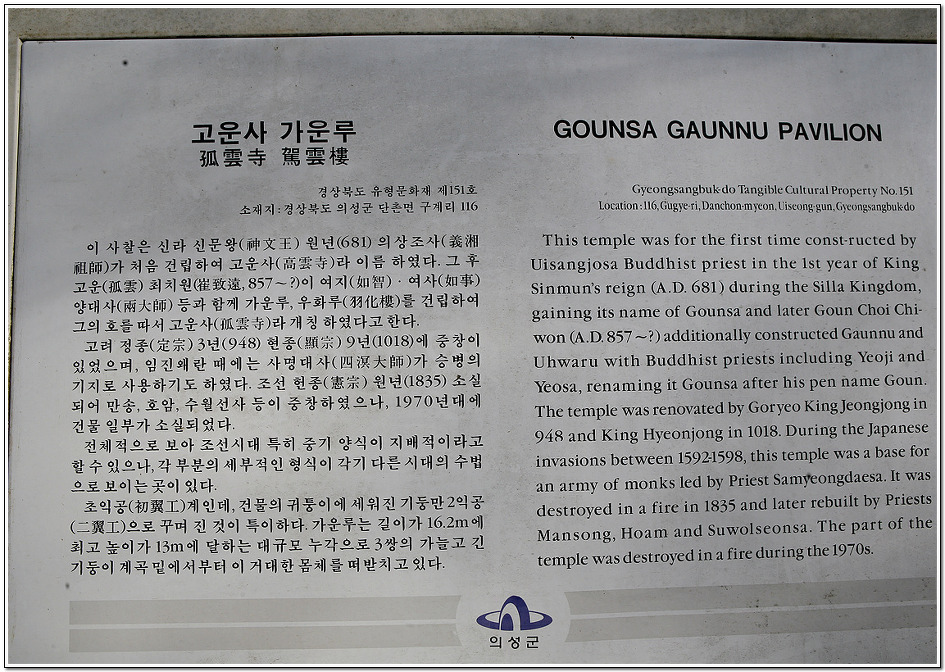 고운사 가운루
孤雲寺 駕雲樓
경상북도 유형문화재 제151호
소재지:경상북도 의성군 단촌면 구계리 116
이 사찰은 신라 신문왕(神文王) 원년(681) 의상조사(義湘
祖師)가 처음 건립하여 고운사(高雲寺)라 이름 하였다. 그 후
고운(孤雲) 최치원(崔致遠, 857~?)이 여지(如智)·여사(如事)
양대사(兩大師) 등과 함께 가운루, 우화루(羽化樓)를 건립하여
그의 호를 따서 고운사(孤雲寺)라 개칭 하였다고 한다.
고려 정종(定宗) 3년(948) 현종(顯宗) 9년(1018)에 중창이
있었으며, 임진왜란 때에는 사명대사(四溟大師)가 승병의
기지로 사용하기도 하였다. 조선 헌종(憲宗) 원년(1835) 소실
되어 만송, 호암, 수월선사 등이 중창하였으나, 1970년대에
건물 일부가 소실되었다.
전체적으로 보아 조선시대 특히 중기 양식이 지배적이라고
할 수 있으나, 각 부분의 세부적인 형식이 각기 다른 시대의 수법
으로 보이는 곳이 있다.
초익공(初翼工)계인데, 건물의 귀퉁이에 세워진 기둥만 2익공
(二翼工)으로 꾸며 진 것이 특이하다. 가운루는 길이가 16.2m에
최고 높이가 13m에 달하는 대규모 누각으로 3쌍의 가늘고 긴
기둥이 계곡 밑에서부터 이 거대한 몸체를 떠받치고 있다.
GOUNSA GAUNNU PAVILION
Gyeongsangbuk-do Tangible Cultural Property No. 151
Location : 116, Gugye-ri, Danchon-myeon, Uiseong-gun, Gyeongsangbuk-do
This temple was for the first time const-ructed by
Uisangjosa Buddhist priest in the 1st year of King
Sinmun's reign (A.D. 681) during the Silla Kingdom,
gaining its name of Gounsa and later Goun Choi Chi-
won (A.D. 857 ~?) additionally constructed Gaunnu and
Uhwaru with Buddhist priests including Yeoji and
Yeosa, renaming it Gounsa after his pen name Goun.
The temple was renovated by Goryeo King Jeongjong in
948 and King Hyeonjong in 1018. During the Japanese
invasions between 1592-1598, this temple was a base for
an army of monks led by Priest Samyeongdaesa. It was
destroyed in a fire in 1835 and later rebuilt by Priests
Mansong, Hoam and Suwolseonsa. The part of the
temple was destroyed in a fire during the 1970s.
의성군